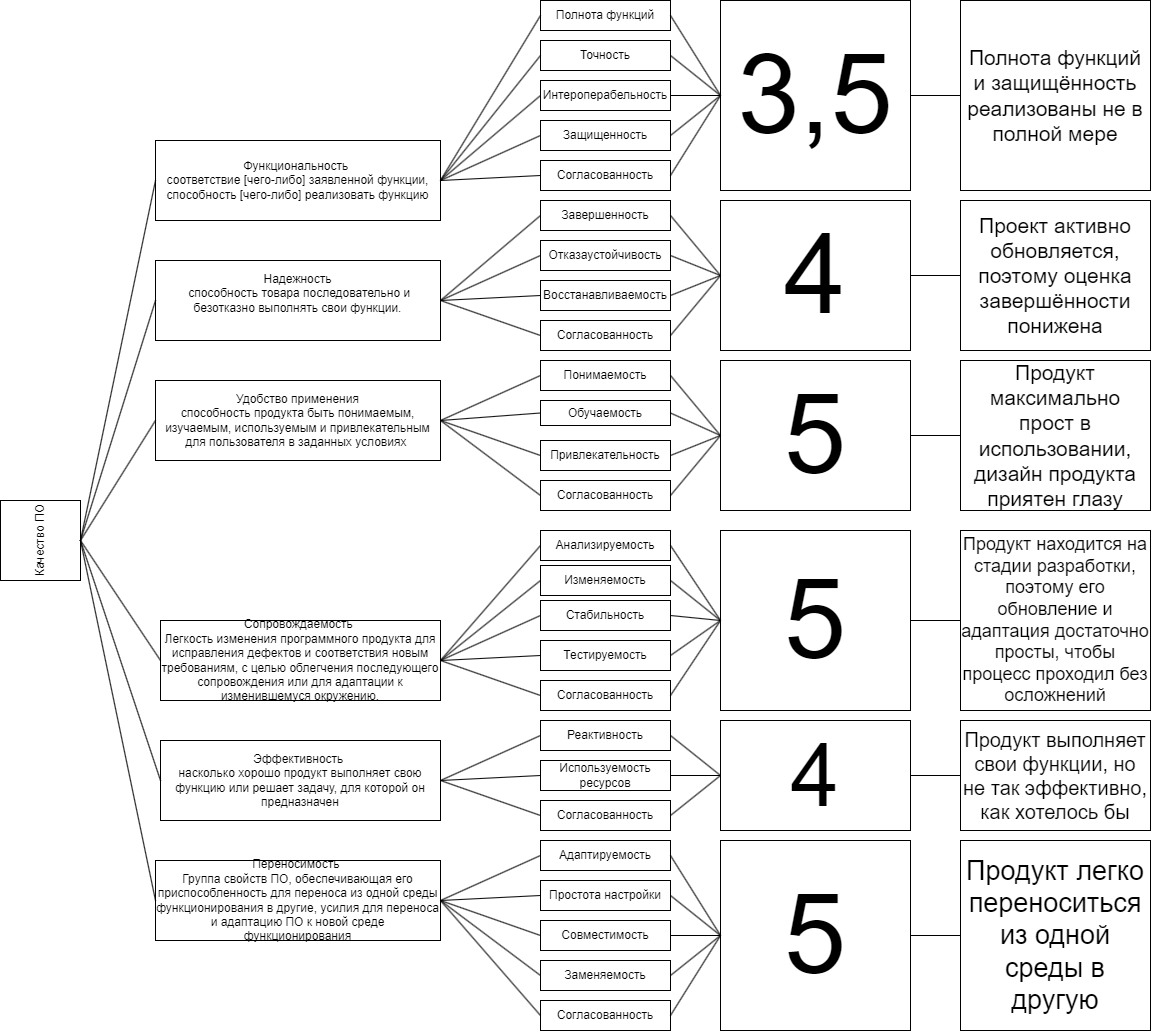 Качество ПО
Функциональность
соответствие [чего-либо] заявленной функции,
способность [чего-либо] реализовать функцию
Полнота функций
Точность
Интероперабельность
Защищенность
Согласованность
3,5
Полнота функций
и защищённость
реализованы не в
полной мере
Надежность
способность товара последовательно и
безотказно выполнять свои функции.
Завершенность
Отказаустойчивость
Восстанавливаемость
Согласованность
4
Проект активно
обновляется,
поэтому оценка
завершённости
понижена
Удобство применения
способность продукта быть понимаемым,
изучаемым, используемым и привлекательным
для пользователя в заданных условиях
Понимаемость
Обучаемость
Привлекательность
Согласованность
5
Продукт
максимально
прост в
использовании,
дизайн продукта
приятен глазу
Сопровождаемость
Легкость изменения программного продукта для
исправления дефектов и соответствия новым
требованиям, с целью облегчения последующего
сопровождения или для адаптации к
изменившемуся окружению.
Анализируемость
Изменяемость
Стабильность
Тестируемость
Согласованность
5
Продукт находится на
стадии разработки,
поэтому его
обновление и
адаптация достаточно
просты, чтобы
процесс проходил без
осложнений
Эффективность
насколько хорошо продукт выполняет свою
функцию или решает задачу, для которой он
предназначен
Реактивность
Используемость
ресурсов
Согласованность
4
Продукт выполняет
свои функции, но
не так эффективно,
как хотелось бы
Переносимость
Группа свойств ПО, обеспечивающая его
приспособленность для переноса из одной среды
функционирования в другие, усилия для переноса
и адаптацию ПО к новой среде
функционирования
Адаптируемость
Простота настройки
Совместимость
Заменяемость
Согласованность
5
Продукт легко
переноситься
из одной
среды в
другую